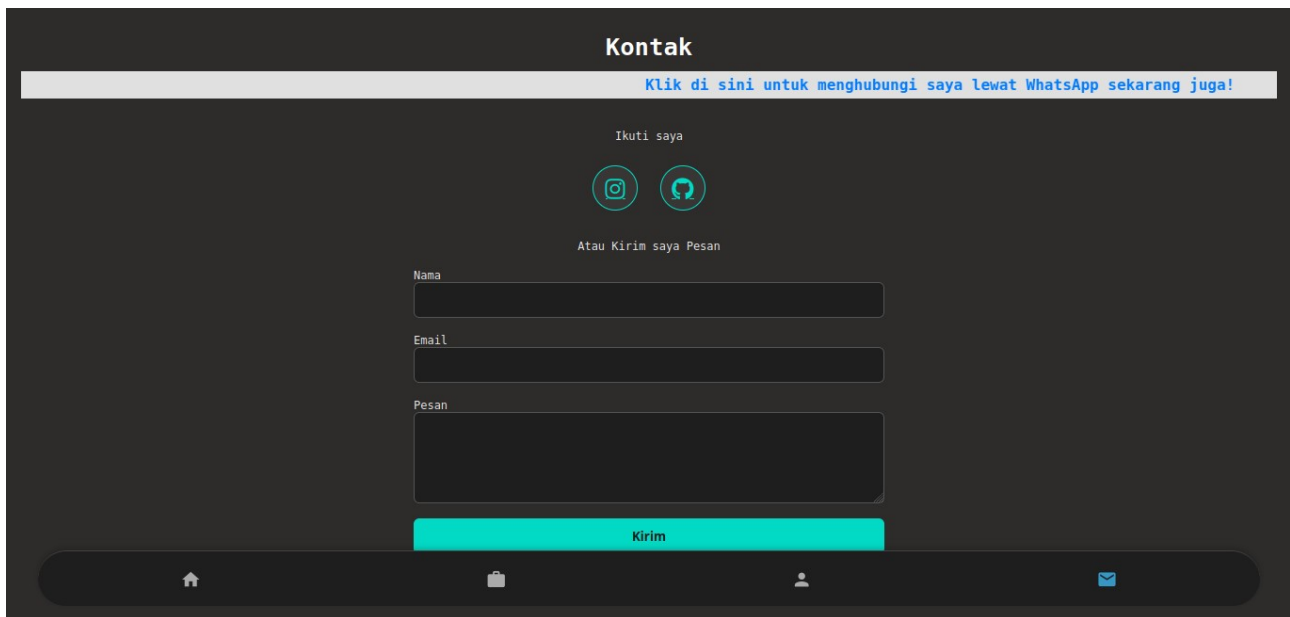 Kontak
Klik di sini untuk menghubungi saya lewat WhatsApp sekarang juga!
Ikuti saya
Atau Kirim saya Pesan
Nama
Email
Pesan
Kirim